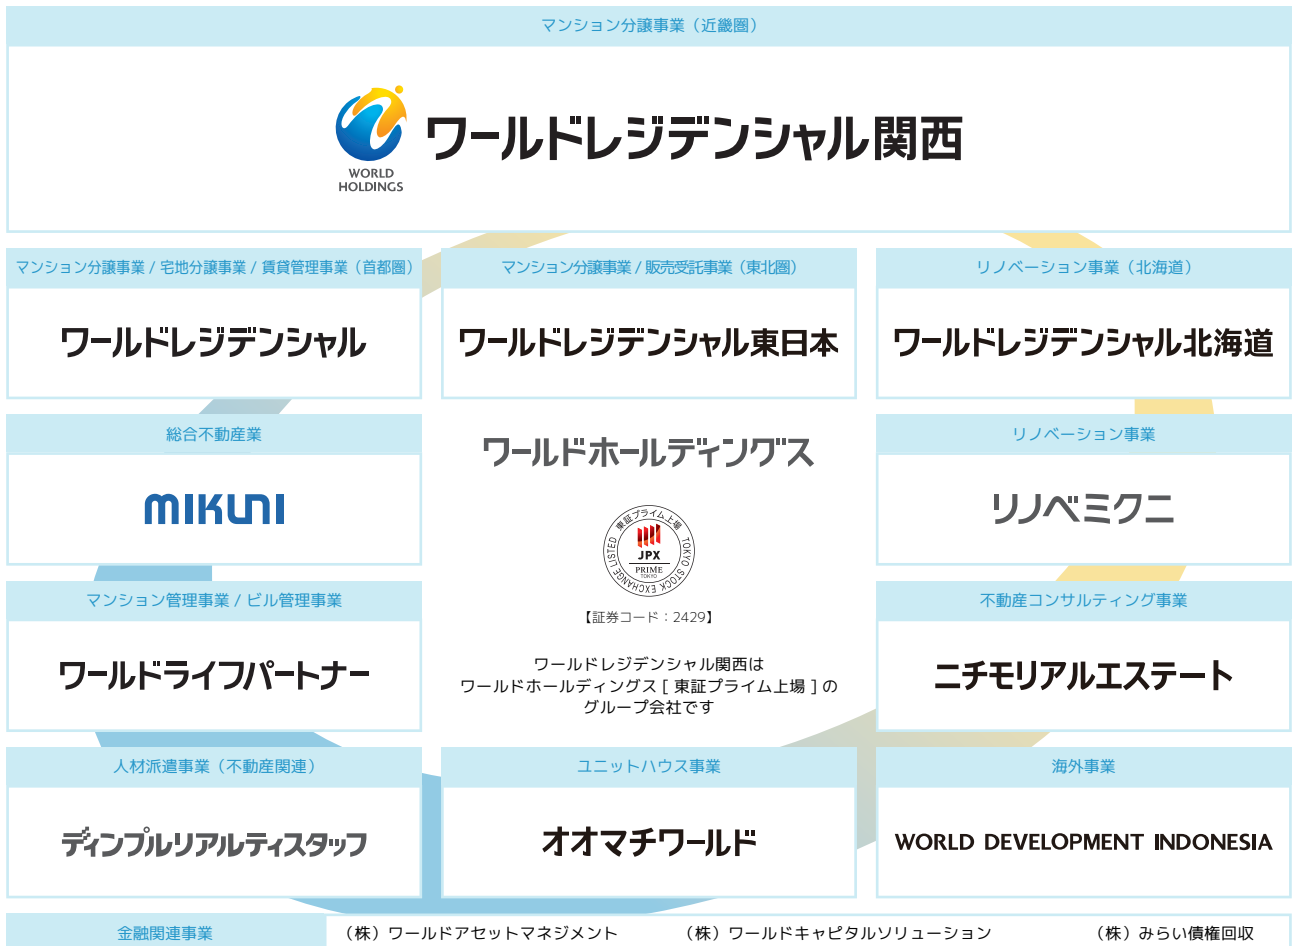 マンション分譲事業（近畿圏）
WORLD
HOLDINGS
ワールドレジデンシャル関西
マンション分譲事業 / 宅地分譲事業 / 賃貸管理事業（首都圏）
ワールドレジデンシャル
マンション分譲事業 / 販売受託事業（東北圏）
ワールドレジデンシャル東日本
リノベーション事業（北海道）
ワールドレジデンシャル北海道
総合不動産業
MIKUNI
ワールドホールディングス
東証プライム上場
TOKYO STOCK EXCHANGE LISTED
JPX
PRIME
TOKYO
【証券コード：2429】
ワールドレジデンシャル関西は
ワールドホールディングス [ 東証プライム上場 ] の
グループ会社です
リノベーション事業
リノベミクニ
マンション管理事業 / ビル管理事業
ワールドライフパートナー
不動産コンサルティング事業
ニチモリアルエステート
人材派遣事業（不動産関連）
ディンプルリアルティスタッフ
ユニットハウス事業
オオマチワールド
海外事業
WORLD DEVELOPMENT INDONESIA
金融関連事業
（株）ワールドアセットマネジメント
（株）ワールドキャピタルソリューション
（株）みらい債権回収